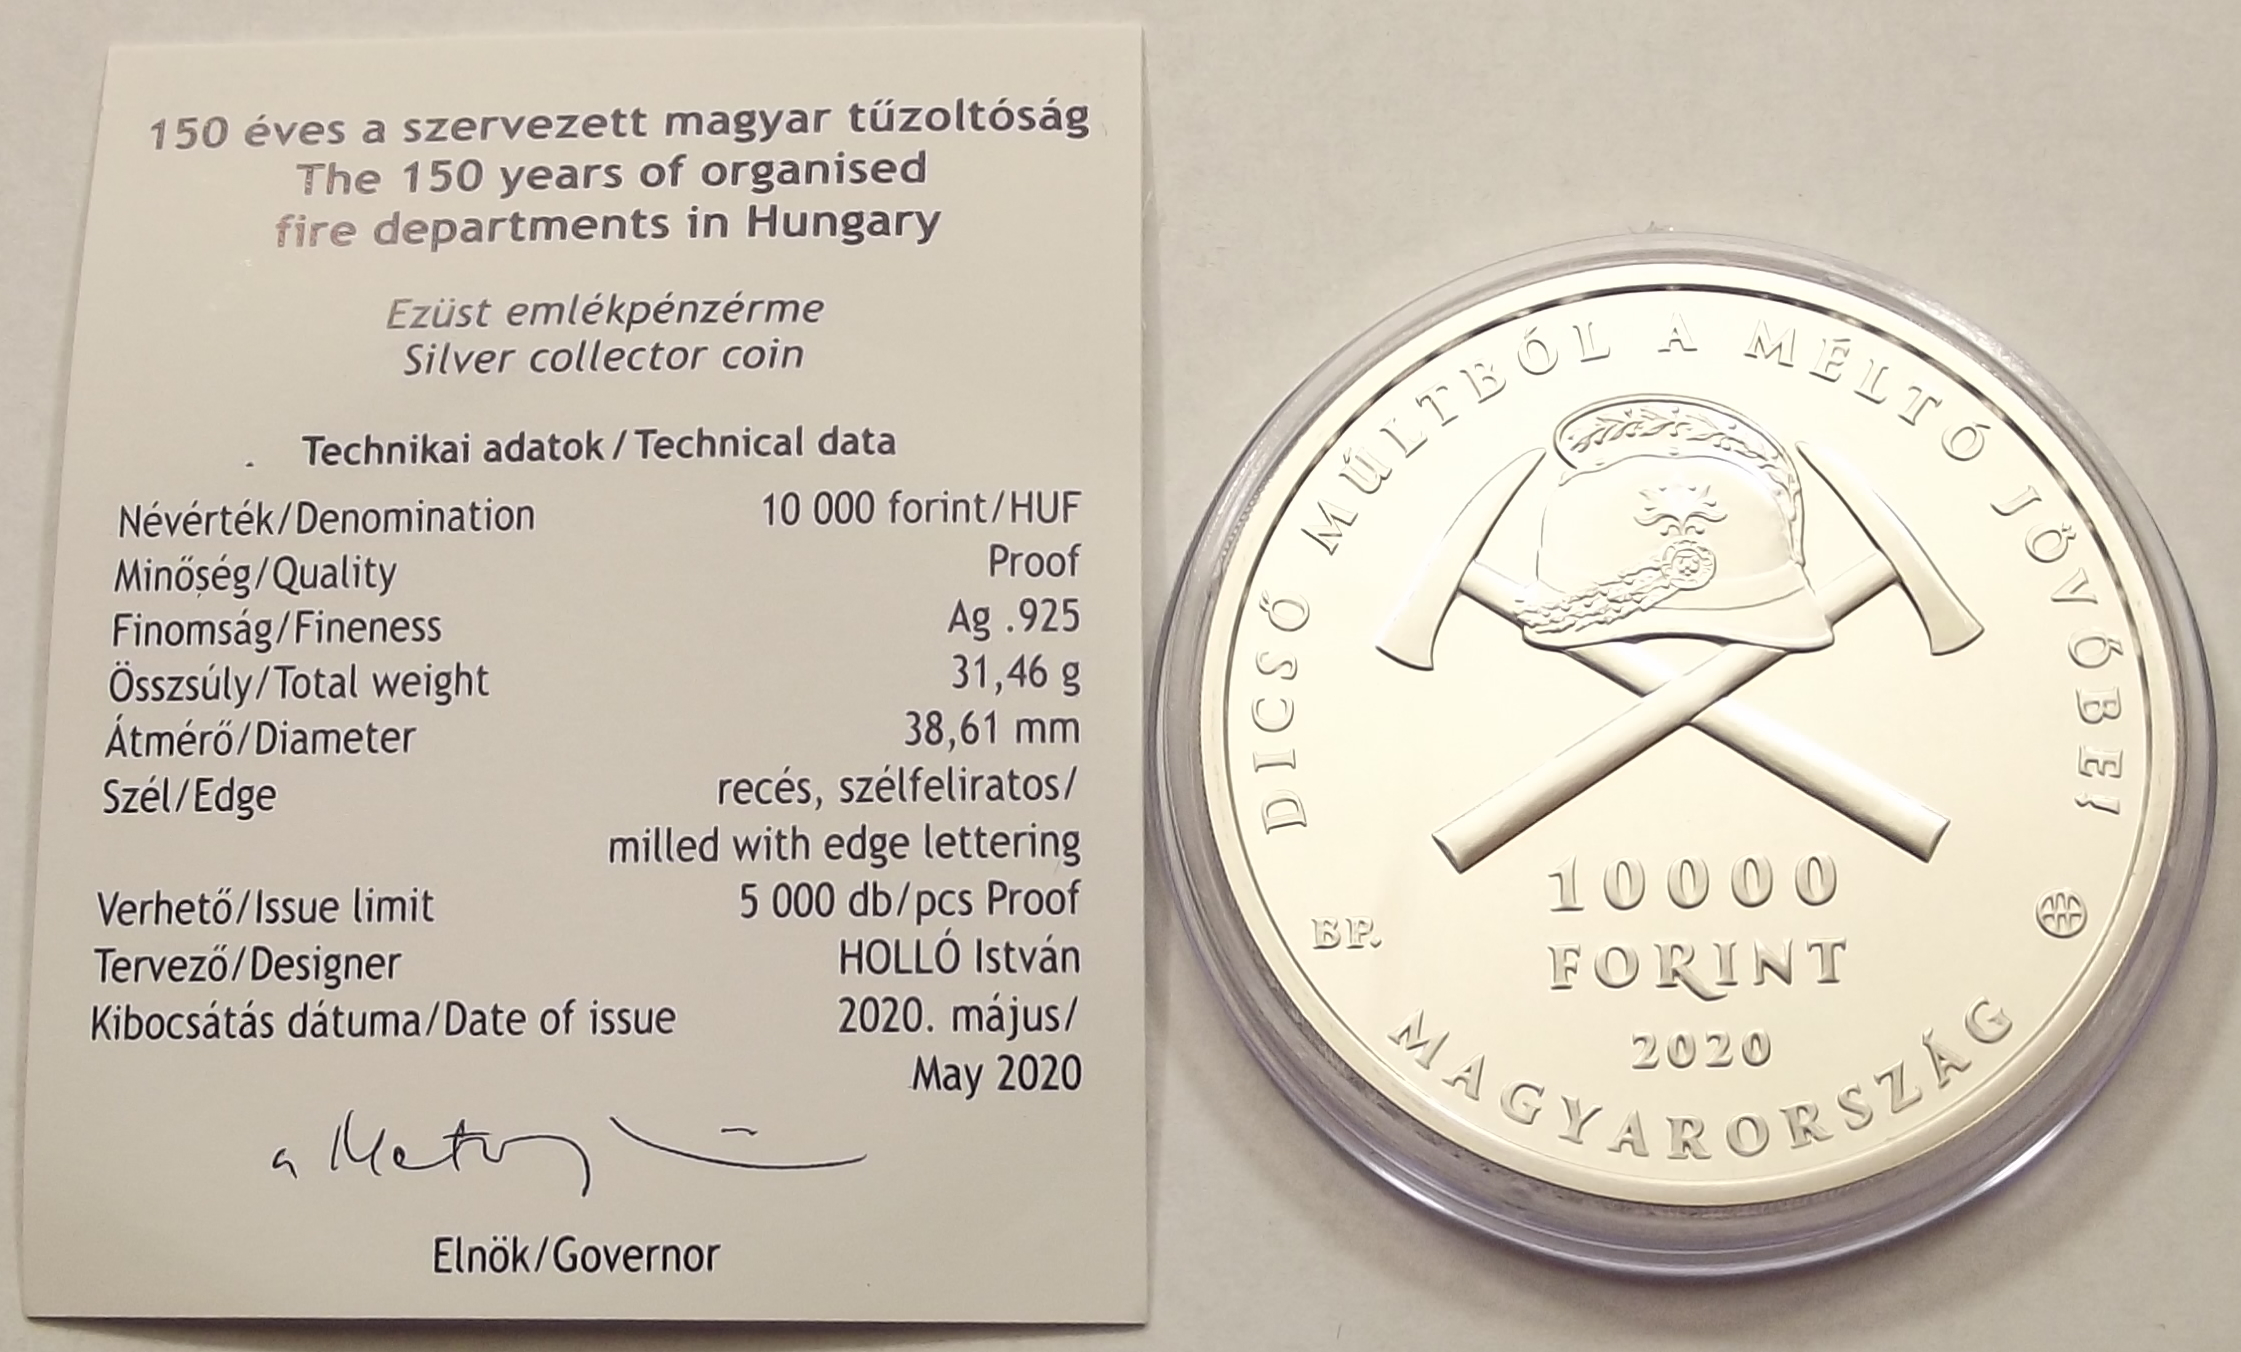 150 éves a szervezett magyar tűzoltóság
The 150 years of organised
fire departments in Hungary
Ezüst emlékpénzérme
Silver collector coin
Technikai adatok/Technical data
Névérték/Denomination 10 000 forint/HUF
Minőség/Quality Proof
Finomság/Fineness Ag .925
Összsúly/Total weight 31,46 g
Átmérő/Diameter 38,61 mm
Szél/Edge recés, szélfeliratos/
milled with edge lettering
Verhető/Issue limit 5 000 db/pcs Proof
Tervező/Designer HOLLÓ István
Kibocsátás dátuma/Date of issue 2020. május/
May 2020
Elnök/Governor
DICSŐ MÚLTBÓL A MÉLTÓ JÖVŐBE!
10000
FORINT
2020
BP.
MAGYARORSZÁG